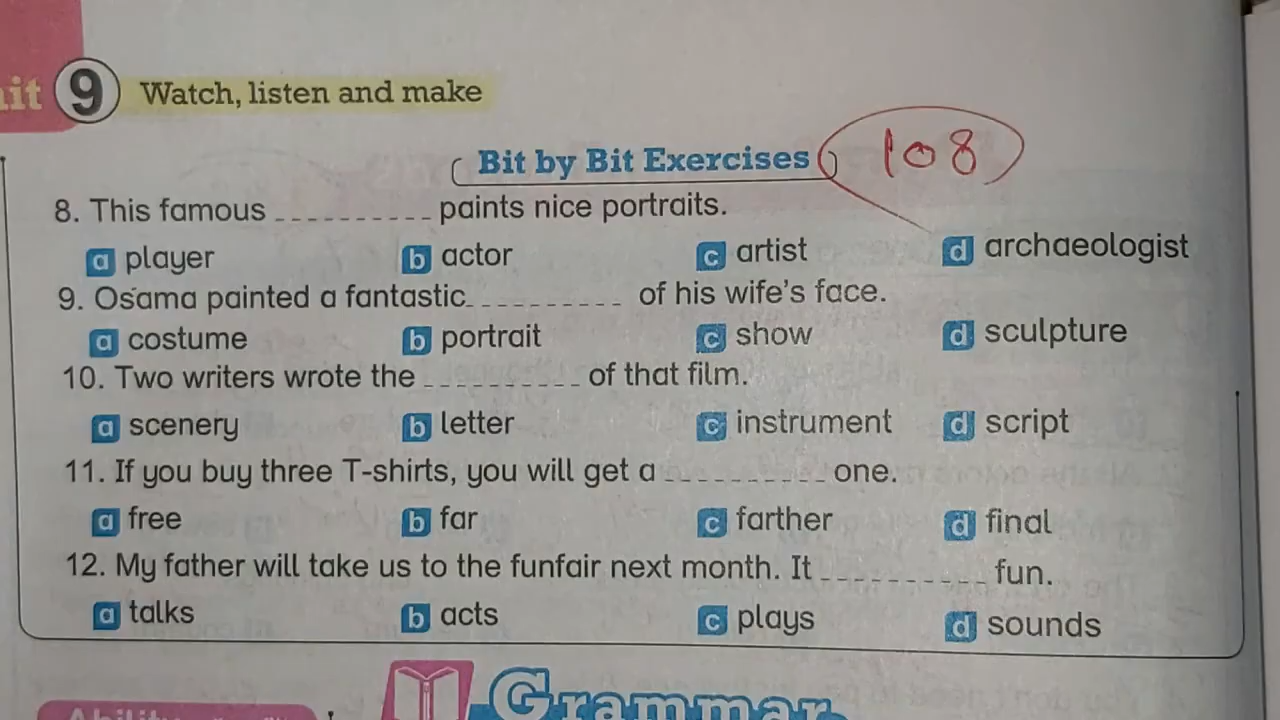 it 9 Watch, listen and make
Bit by Bit Exercises 108
8. This famous __________ paints nice portraits.
a player b actor c artist d archaeologist
9. Osama painted a fantastic __________ of his wife's face.
a costume b portrait c show d sculpture
10. Two writers wrote the __________ of that film.
a scenery b letter c instrument d script
11. If you buy three T-shirts, you will get a __________ one.
a free b far c farther d final
12. My father will take us to the funfair next month. It __________ fun.
a talks b acts c plays d sounds
Grammar